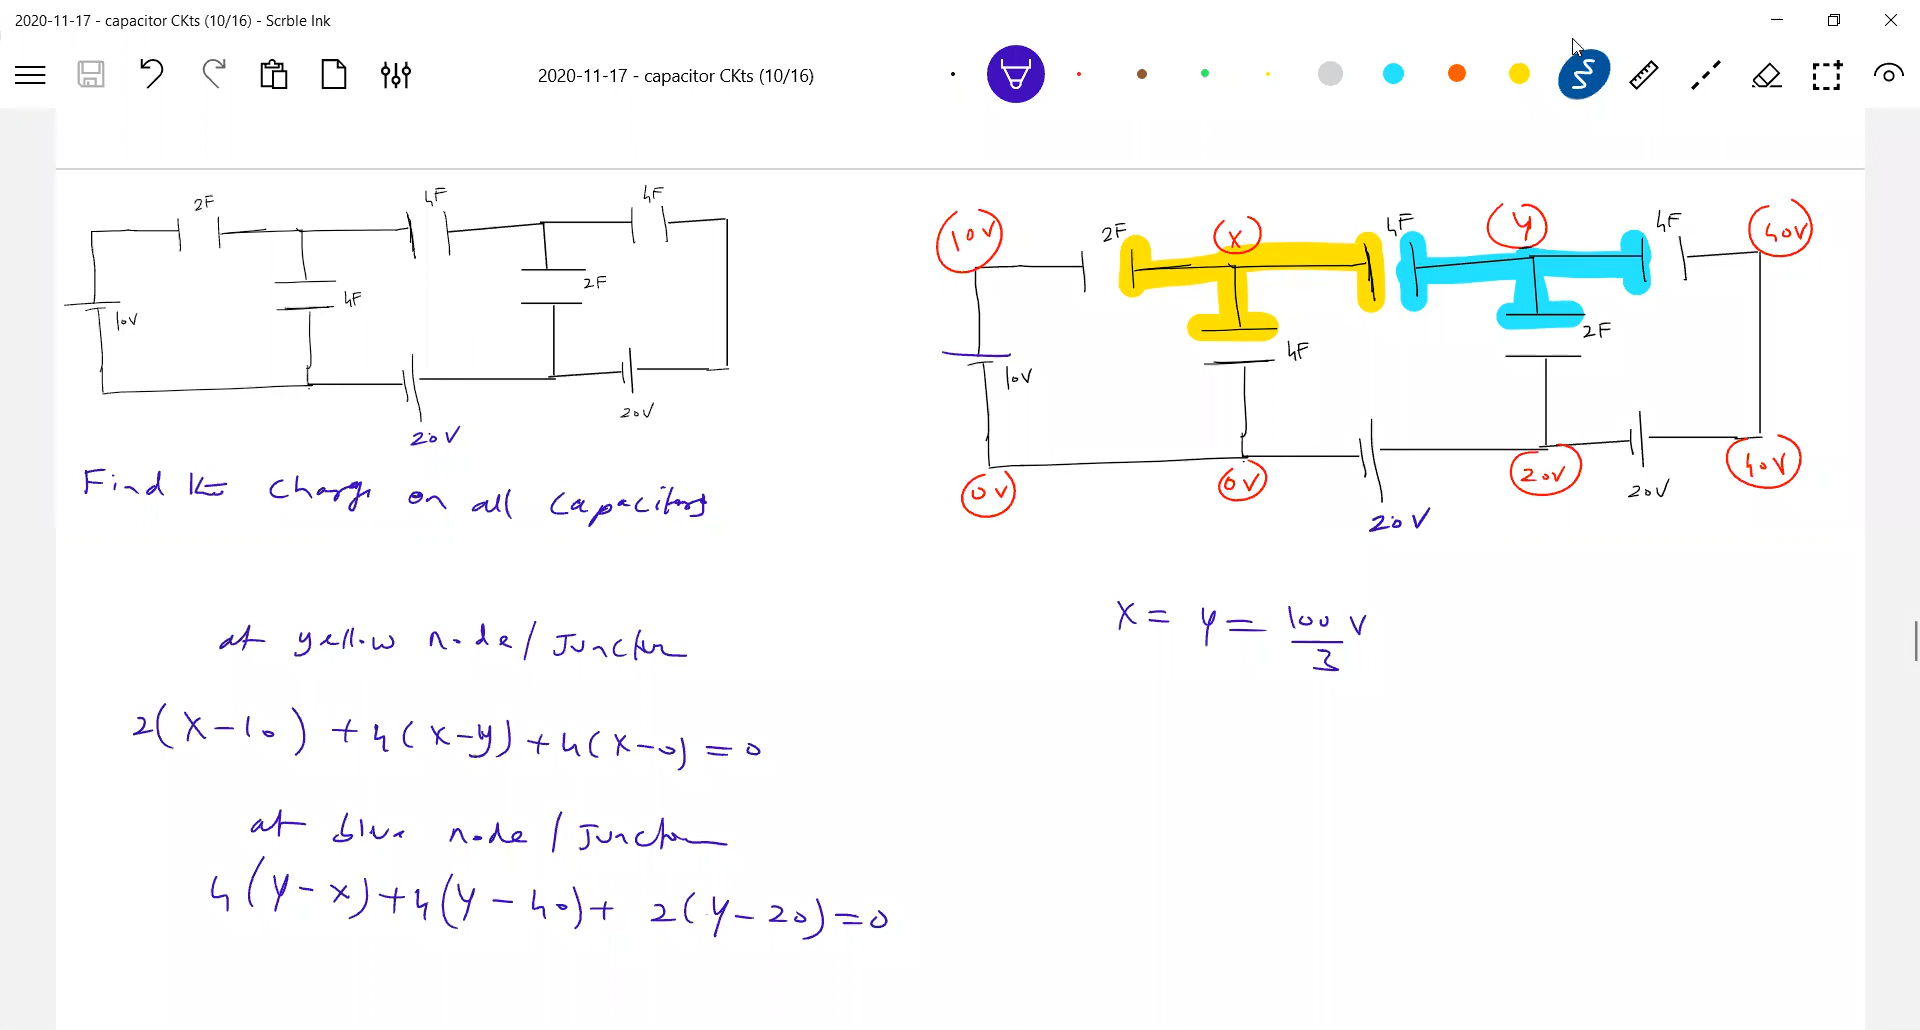 2020-11-17 - capacitor CKts (10/16) - Scrble Ink
2020-11-17 - capacitor CKts (10/16)
2F
4F
4F
4F
2F
10V
20V
20V
Find the charge on all capacitors
10V
2F
X
4F
Y
4F
40V
10V
4F
2F
0V
0V
20V
20V
20V
40V
X = Y = 100/3 V
at yellow node/Junction
2(X-10) + 4(X-y) + 4(X-0) = 0
at blue node/Junction
4(Y-x)+4(Y-40)+ 2(Y-20)=0